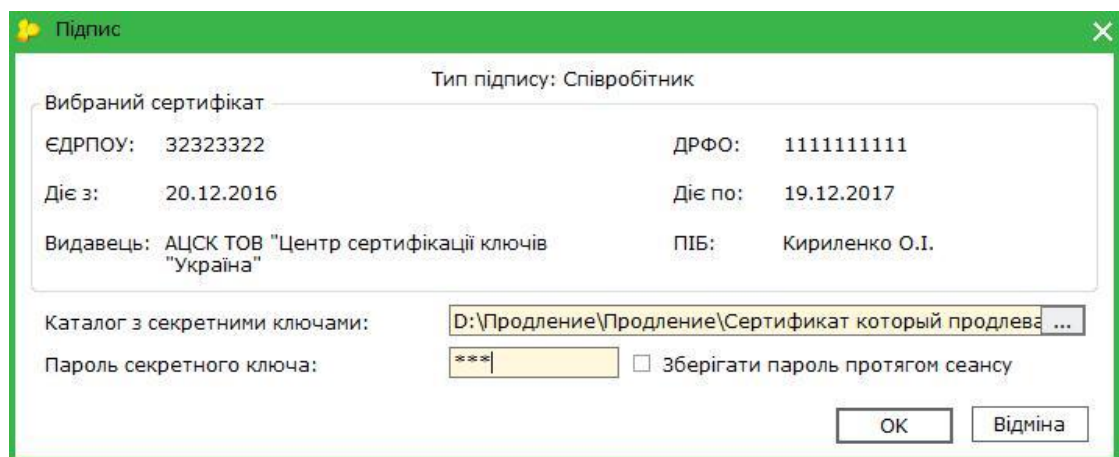 Підпис
Тип підпису: Співробітник
Вибраний сертифікат
ЄДРПОУ: 32323322 ДРФО: 1111111111
Діє з: 20.12.2016 Діє по: 19.12.2017
Видавець: АЦСК ТОВ "Центр сертифікації ключів ПІБ: Кириленко О.І.
"Україна"
Каталог з секретними ключами: D:\Продление\Продление\Сертификат который продлева ...
Пароль секретного ключа: *** Зберігати пароль протягом сеансу
ОК Відміна